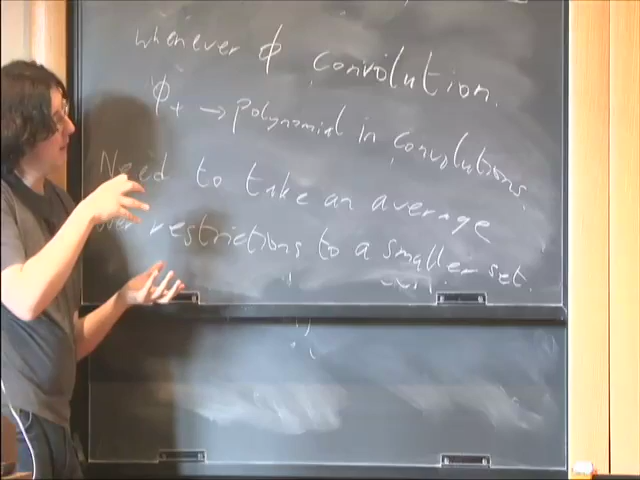 whenever ϕ convolution.
ϕ₊ → polynomial in convolutions.
Need to take an average
over restrictions to a smaller set.